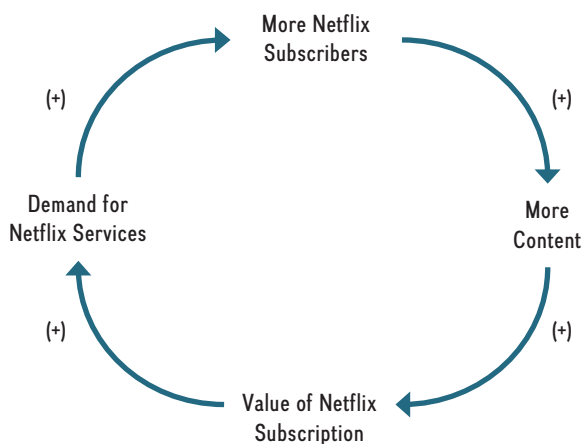 More Netflix
Subscribers
(+)
(+)
Demand for
Netflix Services
More
Content
(+)
(+)
Value of Netflix
Subscription